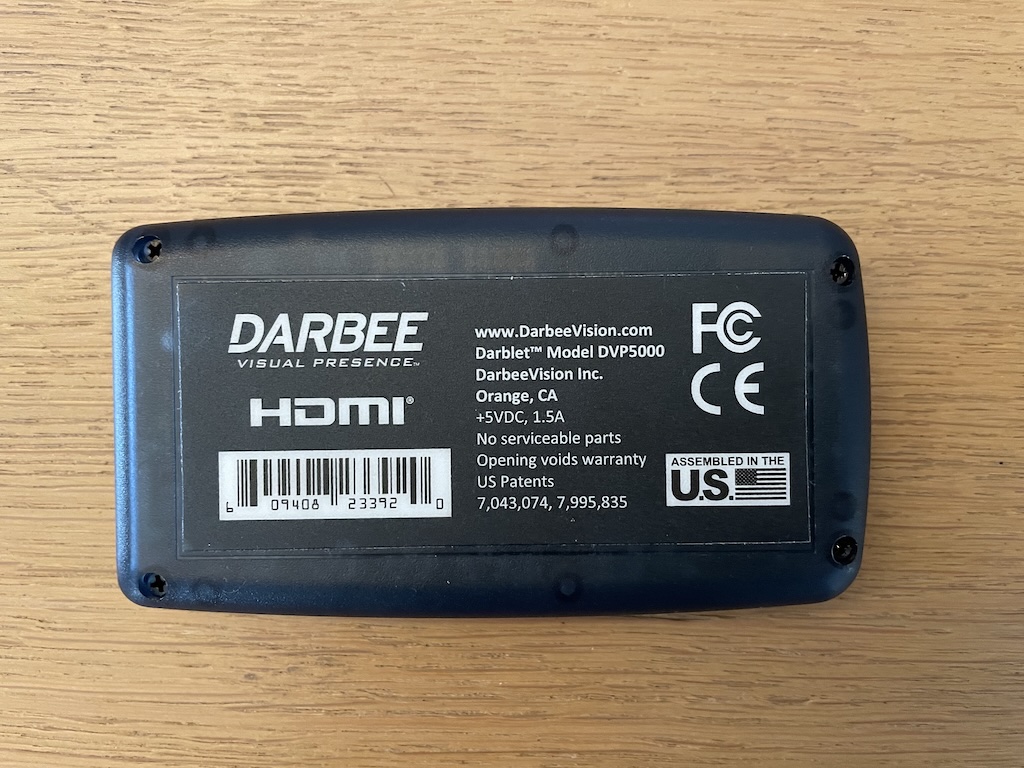 DARBEE
VISUAL PRESENCE™
HDMI®
6 09408 23392 0
www.DarbeeVision.com
Darblet™ Model DVP5000
DarbeeVision Inc.
Orange, CA
+5VDC, 1.5A
No serviceable parts
Opening voids warranty
US Patents
7,043,074, 7,995,835
FC
CE
ASSEMBLED IN THE
U.S.